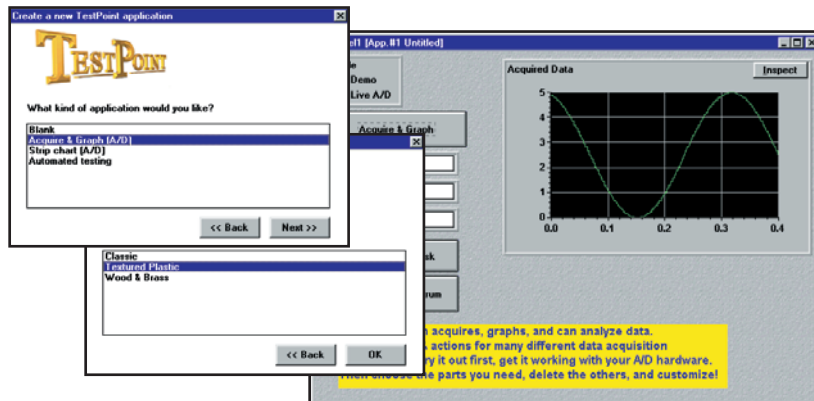 Create a new TestPoint application
TESTPOINT
What kind of application would you like?
Blank
Acquire & Graph [A/D]
Strip chart [A/D]
Automated testing
<< Back
Next >>
Classic
Textured Plastic
Wood & Brass
<< Back
OK
[App.#1 Untitled]
Demo
Live A/D
Acquire & Graph
Acquired Data
Inspect
5
4
3
2
1
0
0.0 0.1 0.2 0.3 0.4
acquires, graphs, and can analyze data.
actions for many different data acquisition
it out first, get it working with your A/D hardware.
Then choose the parts you need, delete the others, and customize!